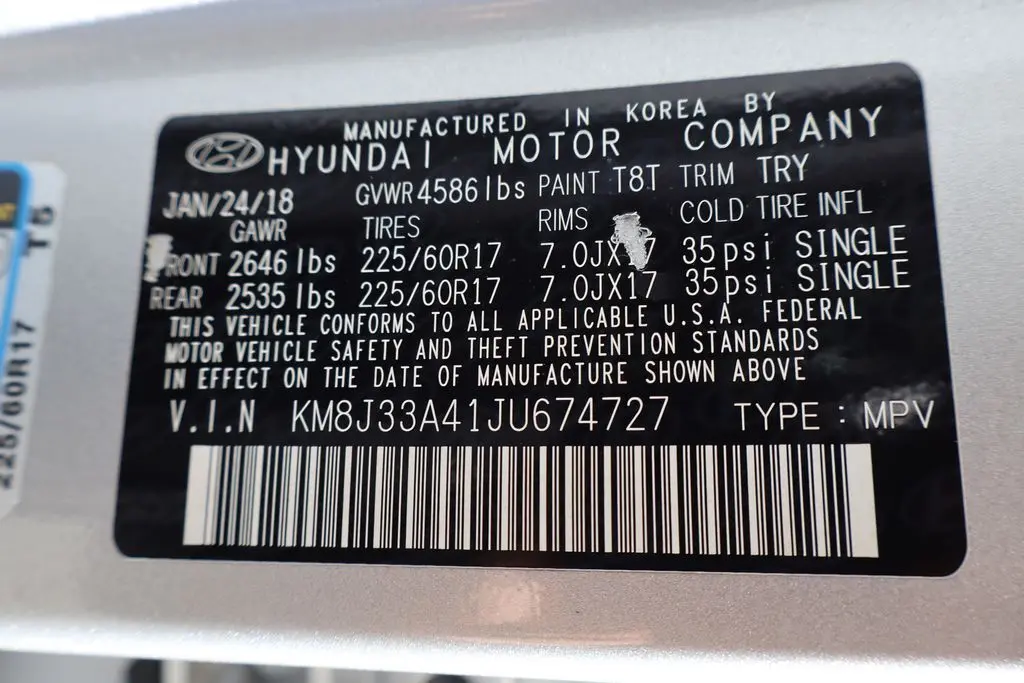 MANUFACTURED IN KOREA BY
HYUNDAI MOTOR COMPANY
JAN/24/18 GVWR 4586 lbs PAINT T8T TRIM TRY
GAWR TIRES RIMS COLD TIRE INFL
FRONT 2646 lbs 225/60R17 7.0JX17 35psi SINGLE
REAR 2535 lbs 225/60R17 7.0JX17 35psi SINGLE
THIS VEHICLE CONFORMS TO ALL APPLICABLE U.S.A. FEDERAL
MOTOR VEHICLE SAFETY AND THEFT PREVENTION STANDARDS
IN EFFECT ON THE DATE OF MANUFACTURE SHOWN ABOVE
V.I.N KM8J33A41JU674727 TYPE : MPV
225/60R17 T5